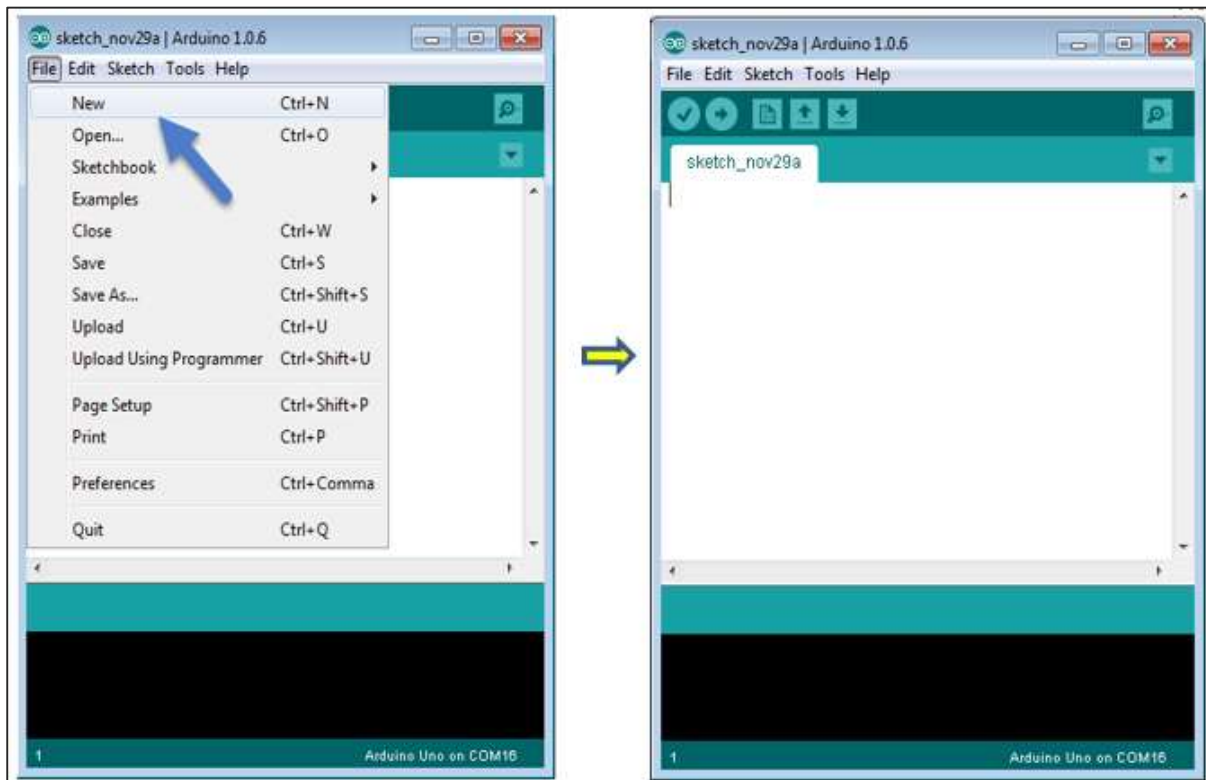 sketch_nov29a | Arduino 1.0.6
File Edit Sketch Tools Help
New Ctrl+N
Open... Ctrl+O
Sketchbook
Examples
Close Ctrl+W
Save Ctrl+S
Save As... Ctrl+Shift+S
Upload Ctrl+U
Upload Using Programmer Ctrl+Shift+U
Page Setup Ctrl+Shift+P
Print Ctrl+P
Preferences Ctrl+Comma
Quit Ctrl+Q
1 Arduino Uno on COM16
sketch_nov29a | Arduino 1.0.6
File Edit Sketch Tools Help
sketch_nov29a
1 Arduino Uno on COM16